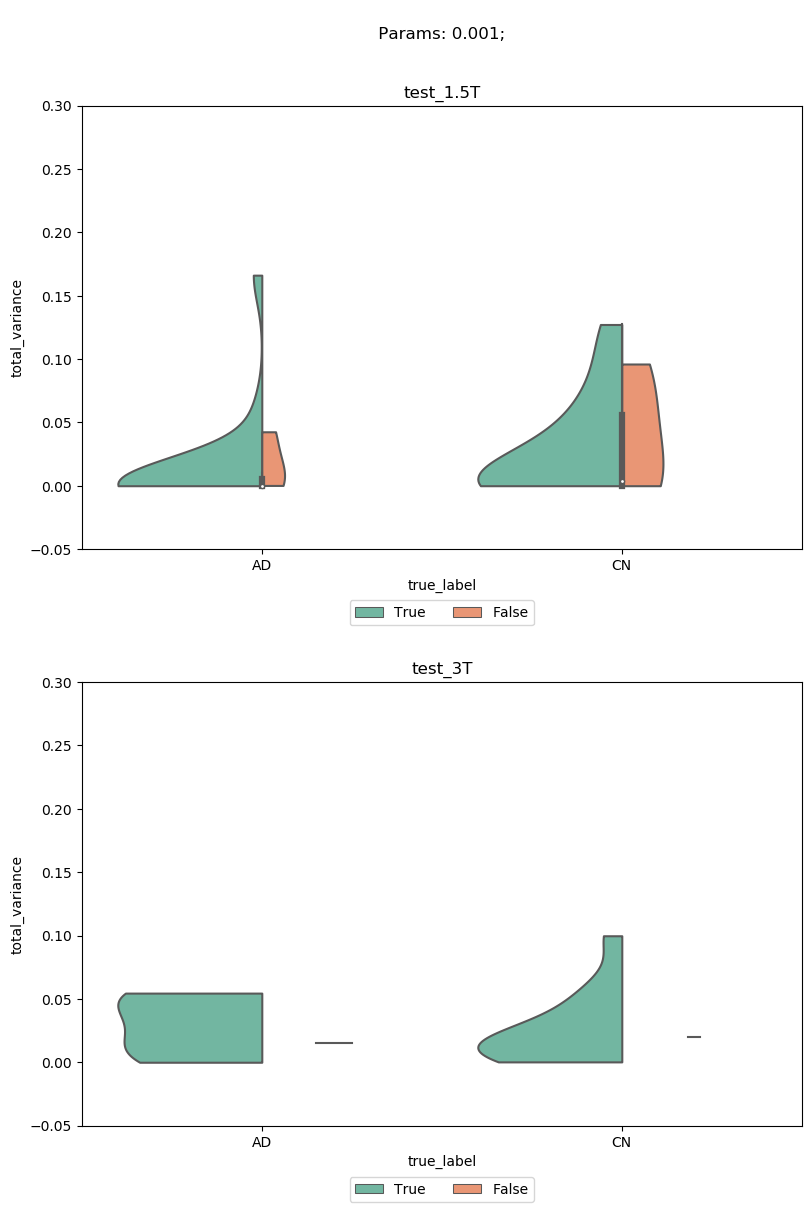 Params: 0.001;
test_1.5T
0.30
0.25
0.20
0.15
0.10
0.05
0.00
−0.05
total_variance
AD CN
true_label
True False
test_3T
0.30
0.25
0.20
0.15
0.10
0.05
0.00
−0.05
total_variance
AD CN
true_label
True False